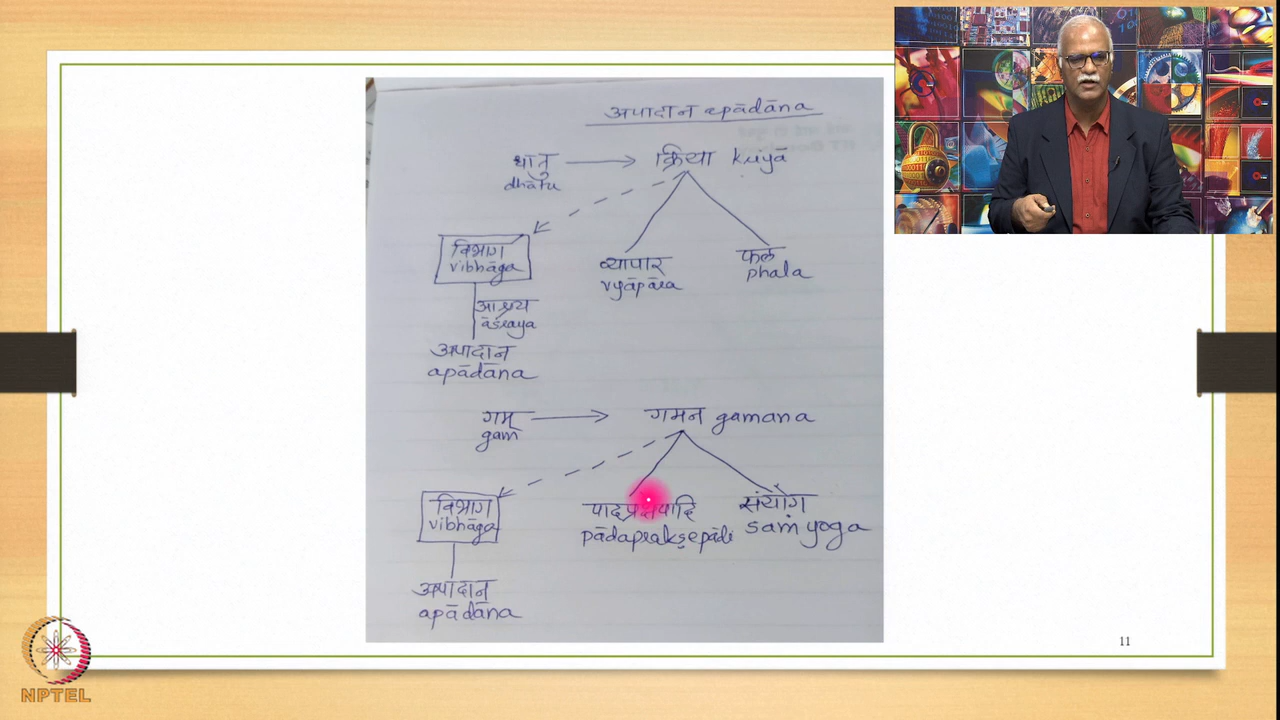 अपादान apādāna
धातु → क्रिया kriyā
dhātu
विभाग
vibhāga
व्यापार
vyāpāra
फल
phala
आश्रय
āśraya
अपादान
apādāna
गम् → गमन gamana
gam
विभाग
vibhāga
पादप्रक्षेपादि
pādaprakṣepādi
संयोग
saṁyoga
अपादान
apādāna
11
NPTEL